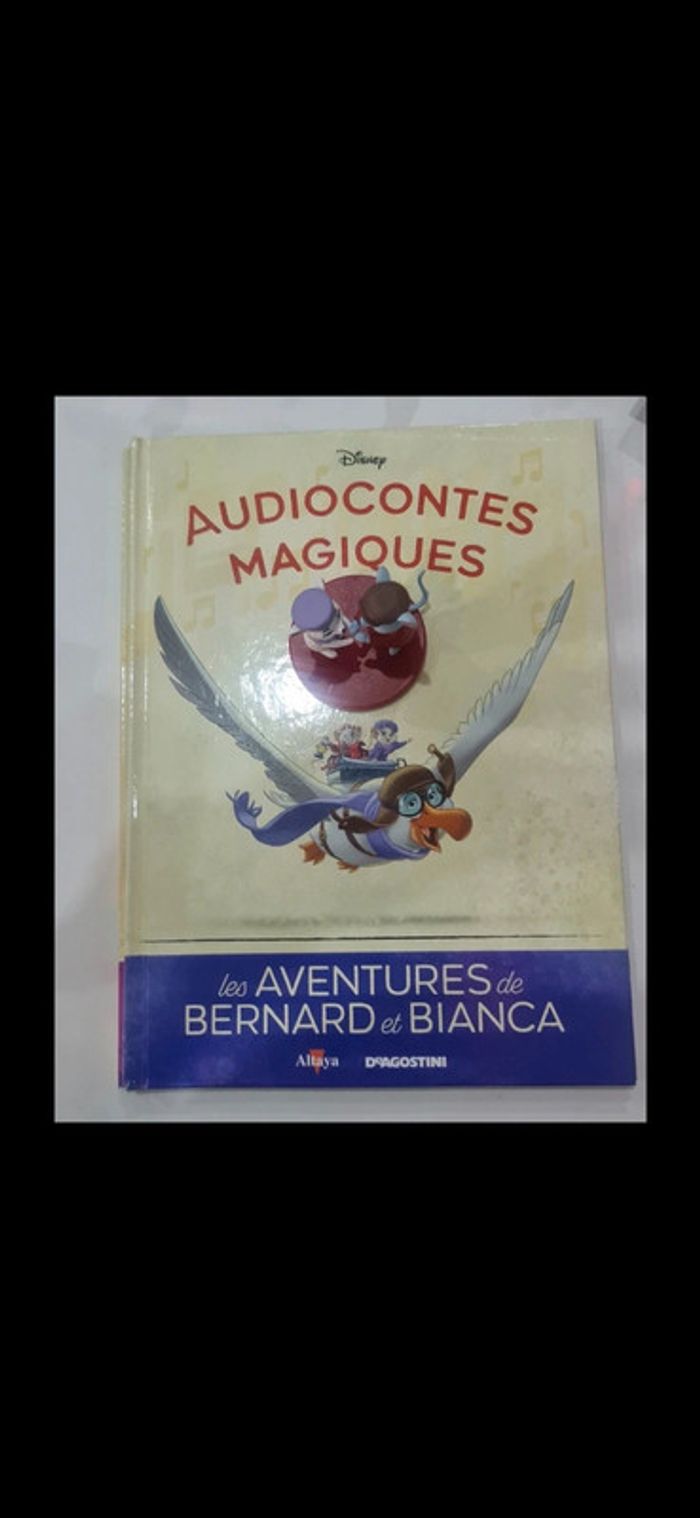 Disney
AUDIOCONTES
MAGIQUES
les AVENTURES de
BERNARD et BIANCA
Altaya DeAGOSTINI